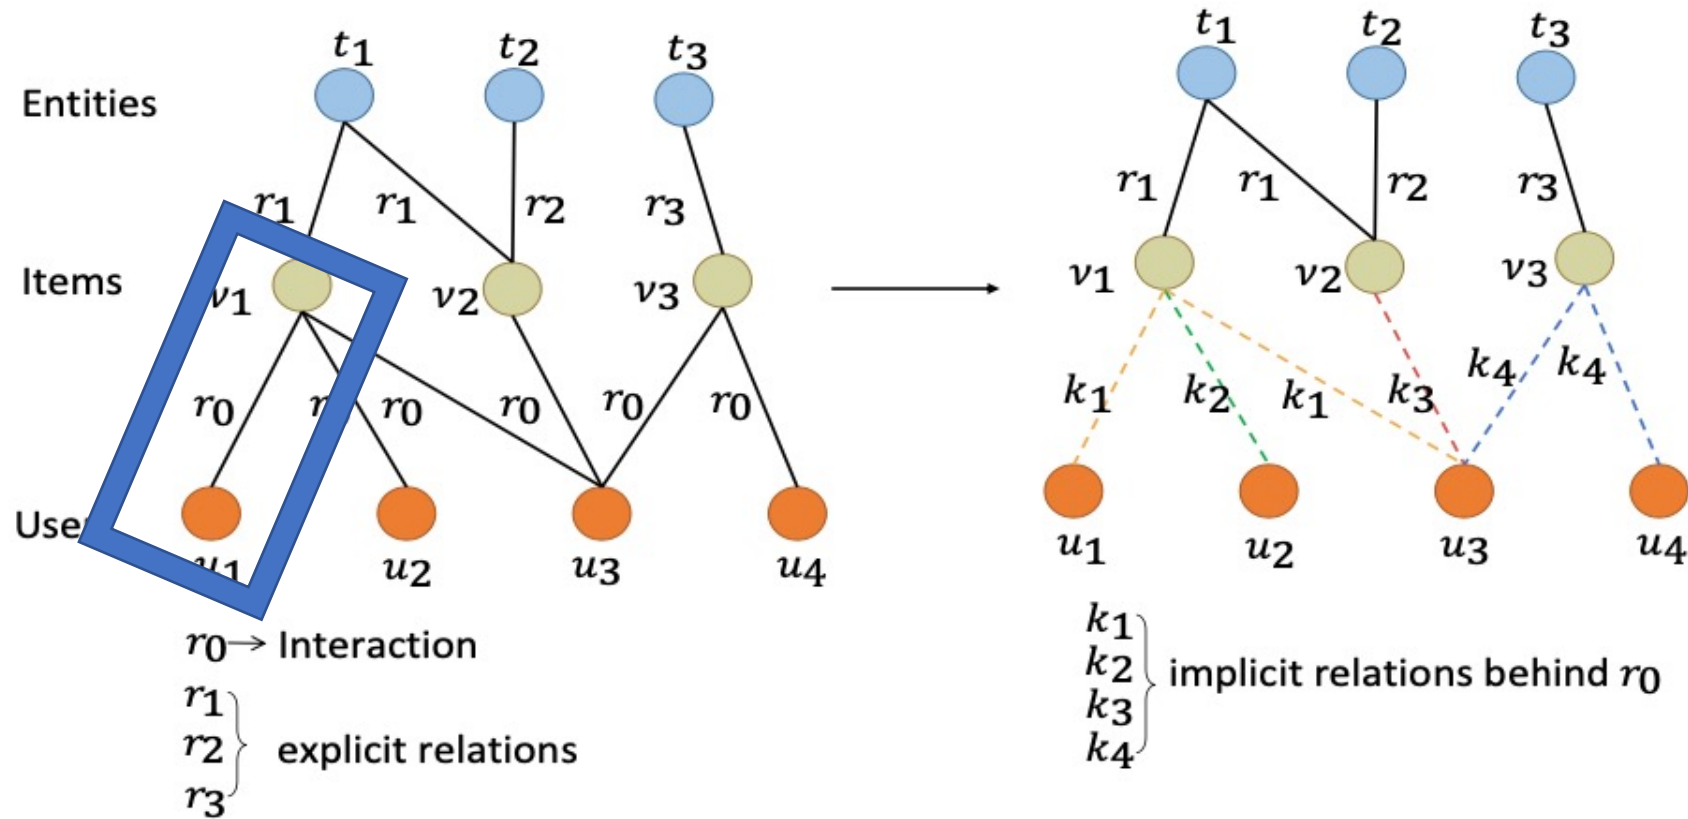 t1 t2 t3
Entities
r1 r1 r2 r3
Items
v1 v2 v3
r0 r0 r0 r0 r0
u1 u2 u3 u4
r0→ Interaction
r1
r2
r3
explicit relations
t1 t2 t3
r1 r1 r2 r3
v1 v2 v3
k1 k2 k1 k3 k4 k4
u1 u2 u3 u4
k1
k2
k3
k4
implicit relations behind r0